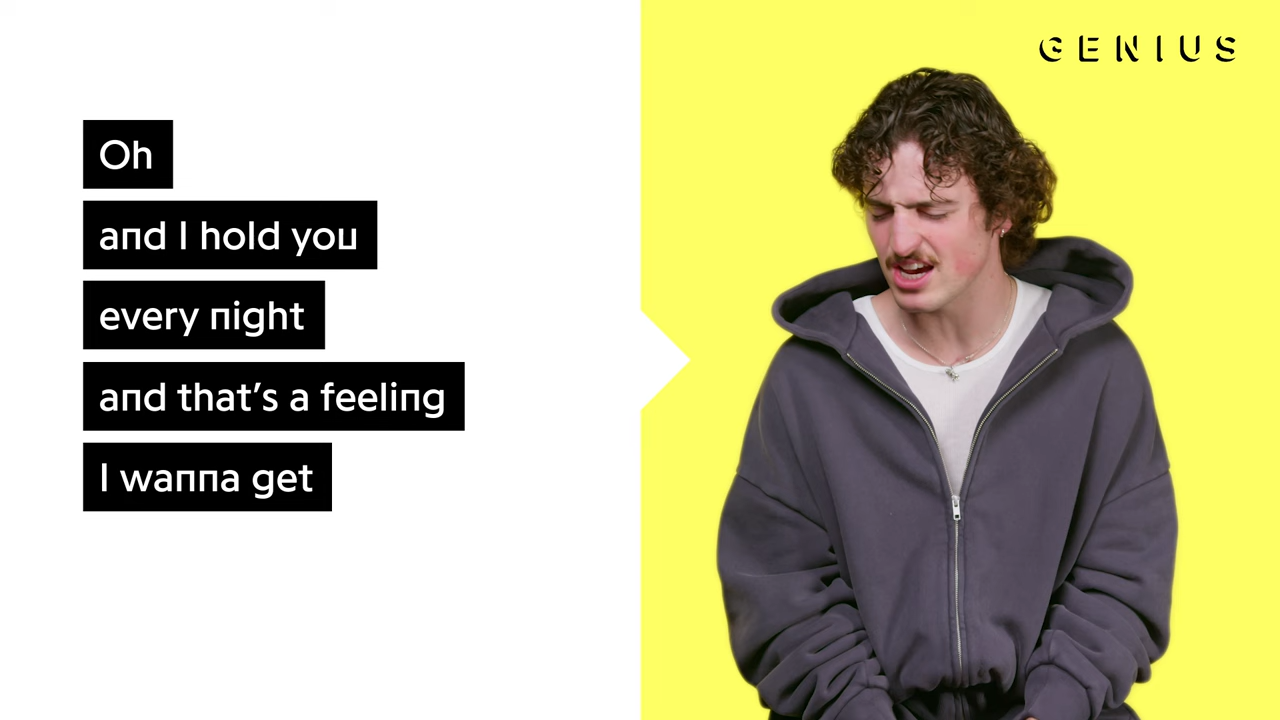 GENIUS
Oh
and I hold you
every night
and that's a feeling
I wanna get